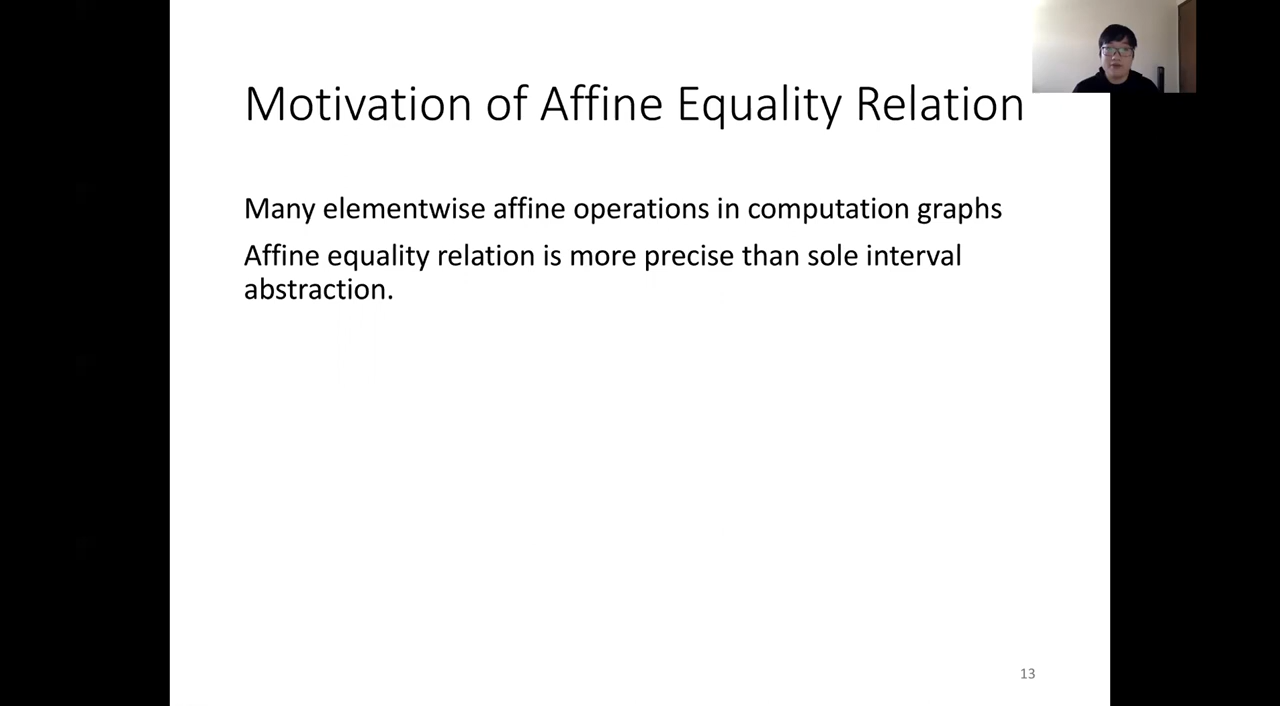 Motivation of Affine Equality Relation
Many elementwise affine operations in computation graphs
Affine equality relation is more precise than sole interval
abstraction.
13